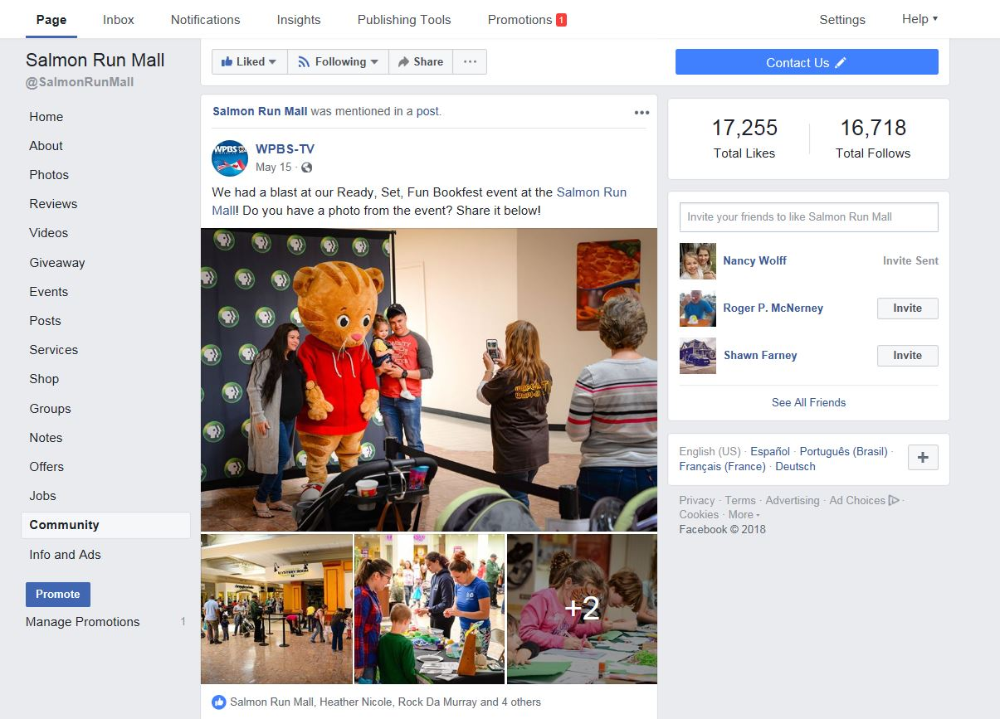 Page
Inbox
Notifications
Insights
Publishing Tools
Promotions 1
Settings
Help
Salmon Run Mall
@SalmonRunMall
Home
About
Photos
Reviews
Videos
Giveaway
Events
Posts
Services
Shop
Groups
Notes
Offers
Jobs
Community
Info and Ads
Promote
Manage Promotions 1
Liked
Following
Share
Salmon Run Mall was mentioned in a post.
WPBS-TV
May 15 ·
We had a blast at our Ready, Set, Fun Bookfest event at the Salmon Run
Mall! Do you have a photo from the event? Share it below!
WPBS
MYSTERY ROOM
+2
Salmon Run Mall, Heather Nicole, Rock Da Murray and 4 others
Contact Us
17,255
Total Likes
16,718
Total Follows
Invite your friends to like Salmon Run Mall
Nancy Wolff
Invite Sent
Roger P. McNerney
Invite
Shawn Farney
Invite
See All Friends
English (US) · Español · Português (Brasil) ·
Français (France) · Deutsch
Privacy · Terms · Advertising · Ad Choices ·
Cookies · More
Facebook © 2018